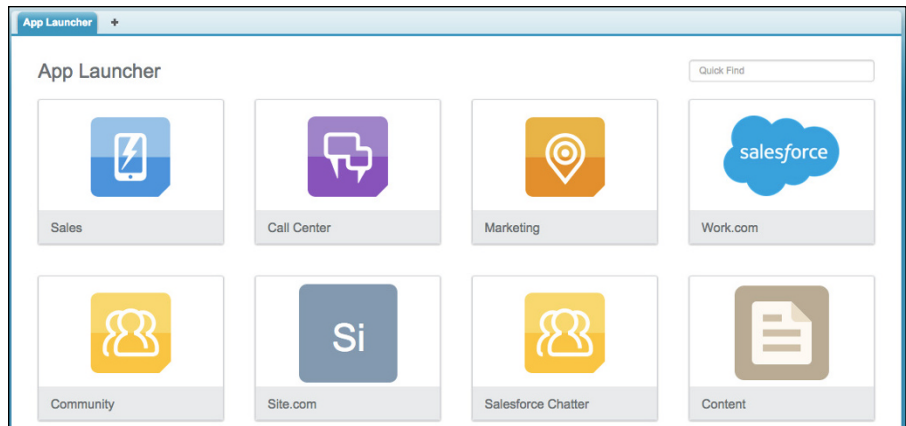 App Launcher +
App Launcher
Quick Find
salesforce
Sales
Call Center
Marketing
Work.com
Si
Community
Site.com
Salesforce Chatter
Content